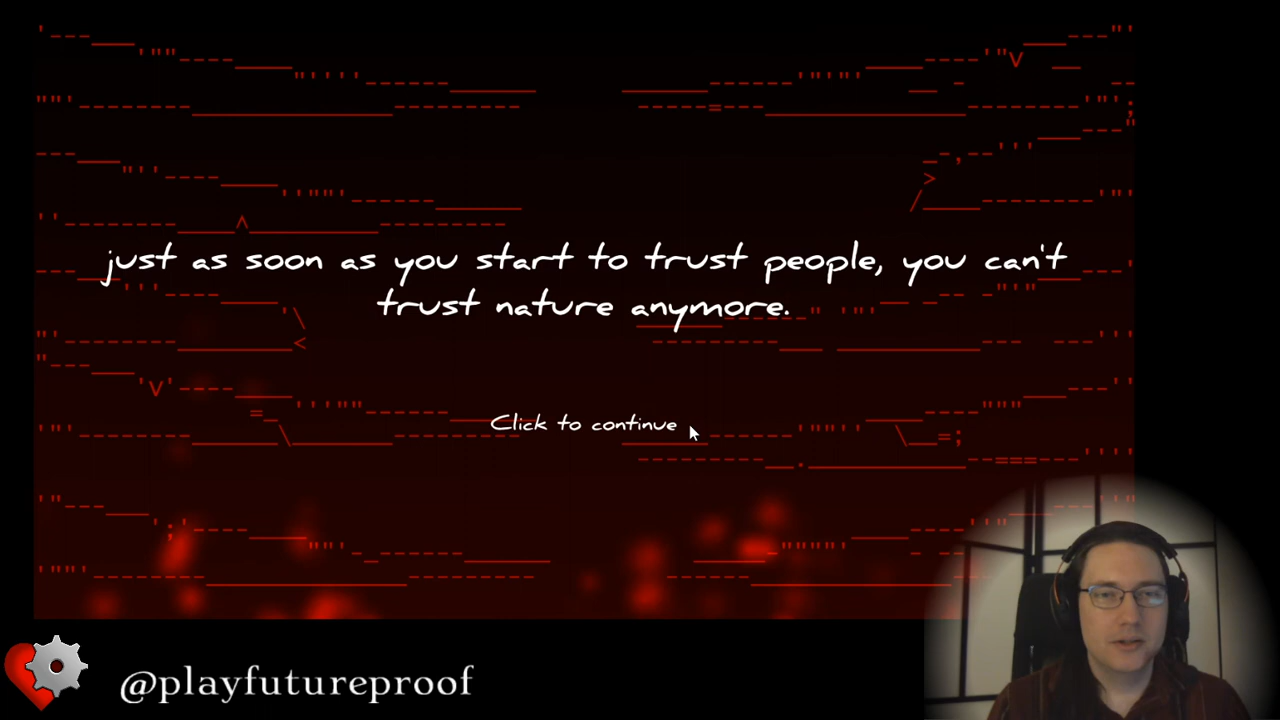 just as soon as you start to trust people, you can't
trust nature anymore.
Click to continue
@playfutureproof